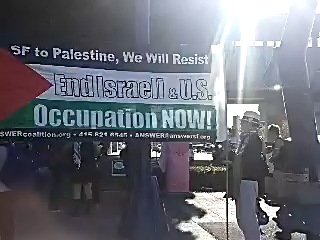 SF to Palestine, We Will Resist
End Israeli & U.S.
Occupation NOW!
ANSWERcoalition.org • 415.821.6545 • ANSWER@answersf.org